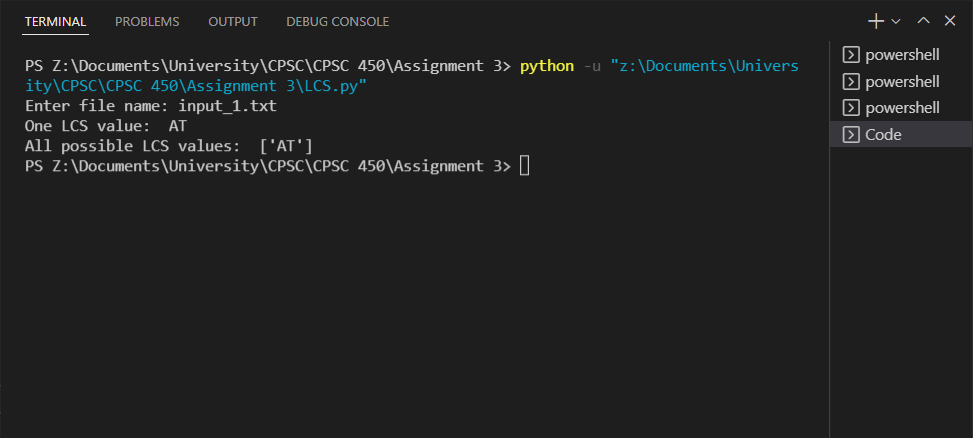 TERMINAL PROBLEMS OUTPUT DEBUG CONSOLE
PS Z:\Documents\University\CPSC\CPSC 450\Assignment 3> python -u "z:\Documents\Univers
ity\CPSC\CPSC 450\Assignment 3\LCS.py"
Enter file name: input_1.txt
One LCS value:  AT
All possible LCS values:  ['AT']
PS Z:\Documents\University\CPSC\CPSC 450\Assignment 3>
powershell
powershell
powershell
Code